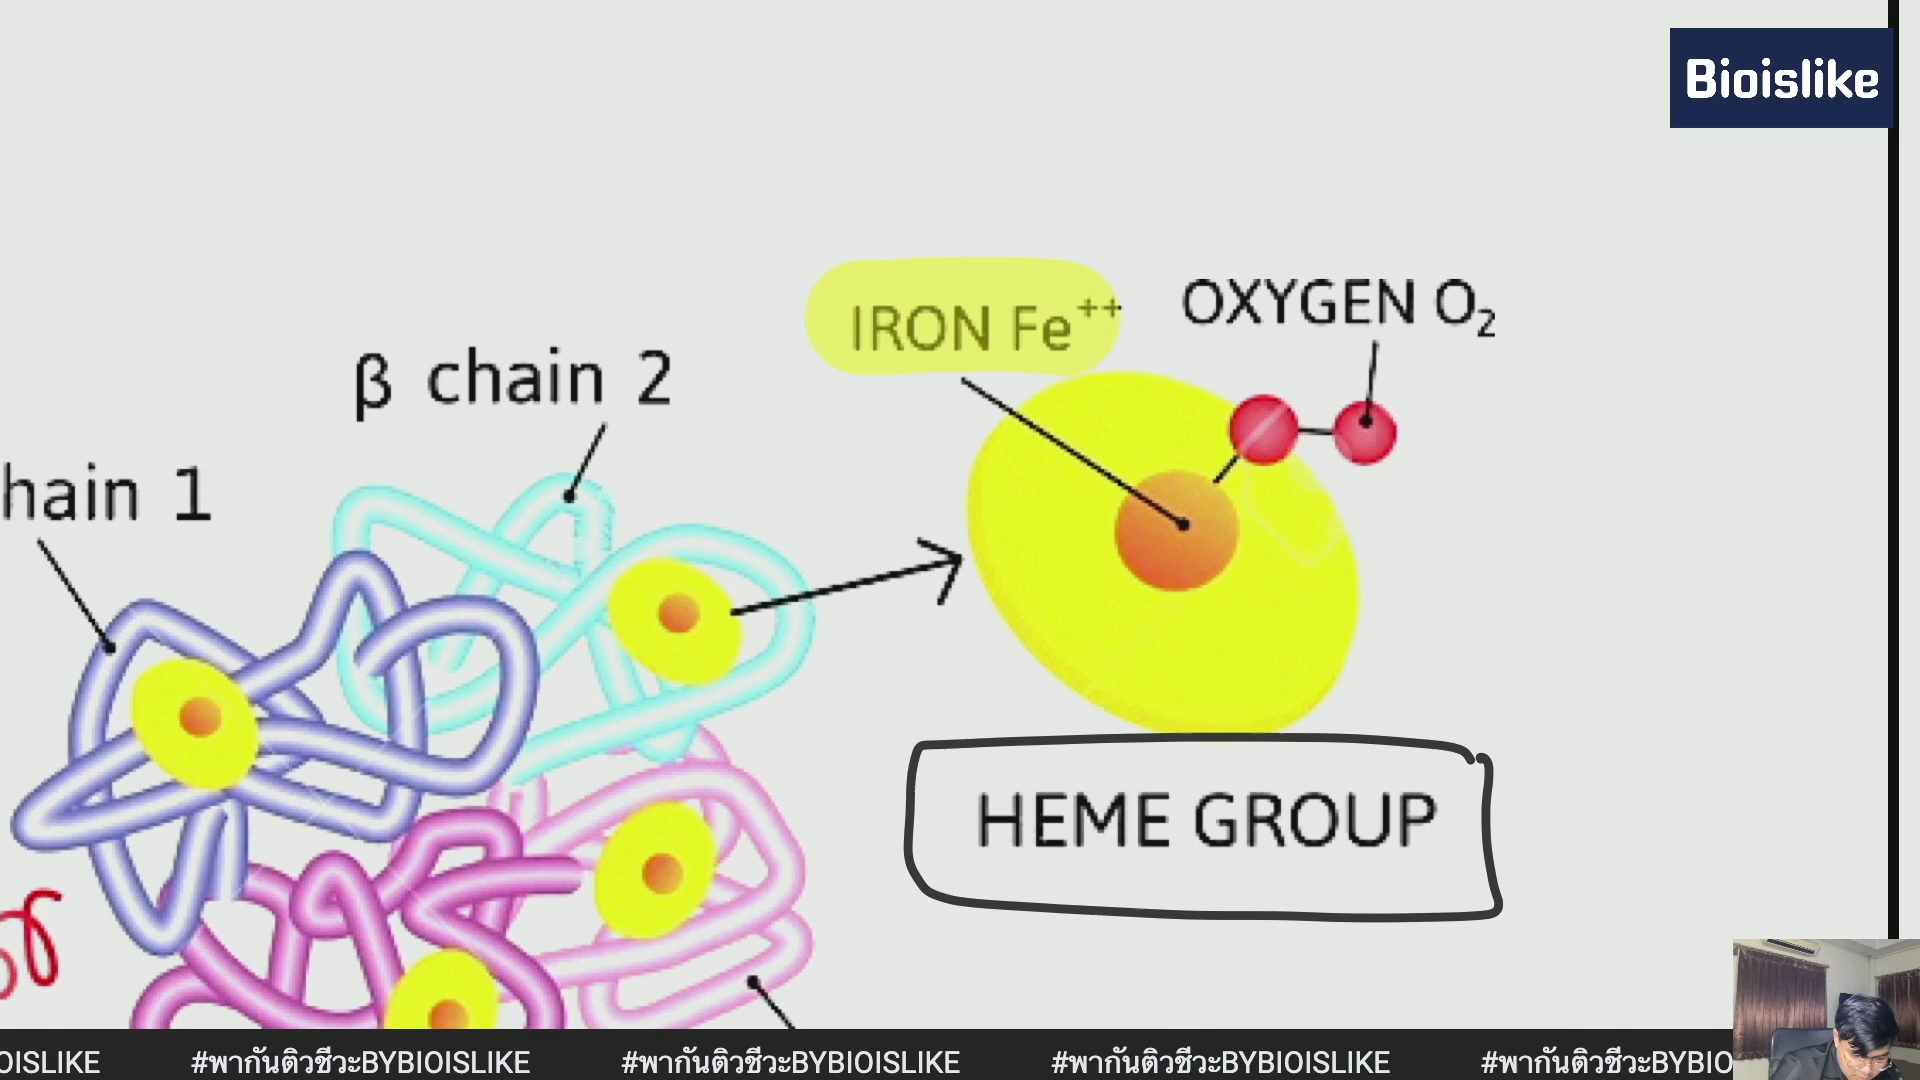 Bioislike
IRON Fe++
OXYGEN O2
β chain 2
hain 1
HEME GROUP
OISLIKE #พากันติวชีวะBYBIOISLIKE #พากันติวชีวะBYBIOISLIKE #พากันติวชีวะBYBIOISLIKE #พากันติวชีวะBYBIO